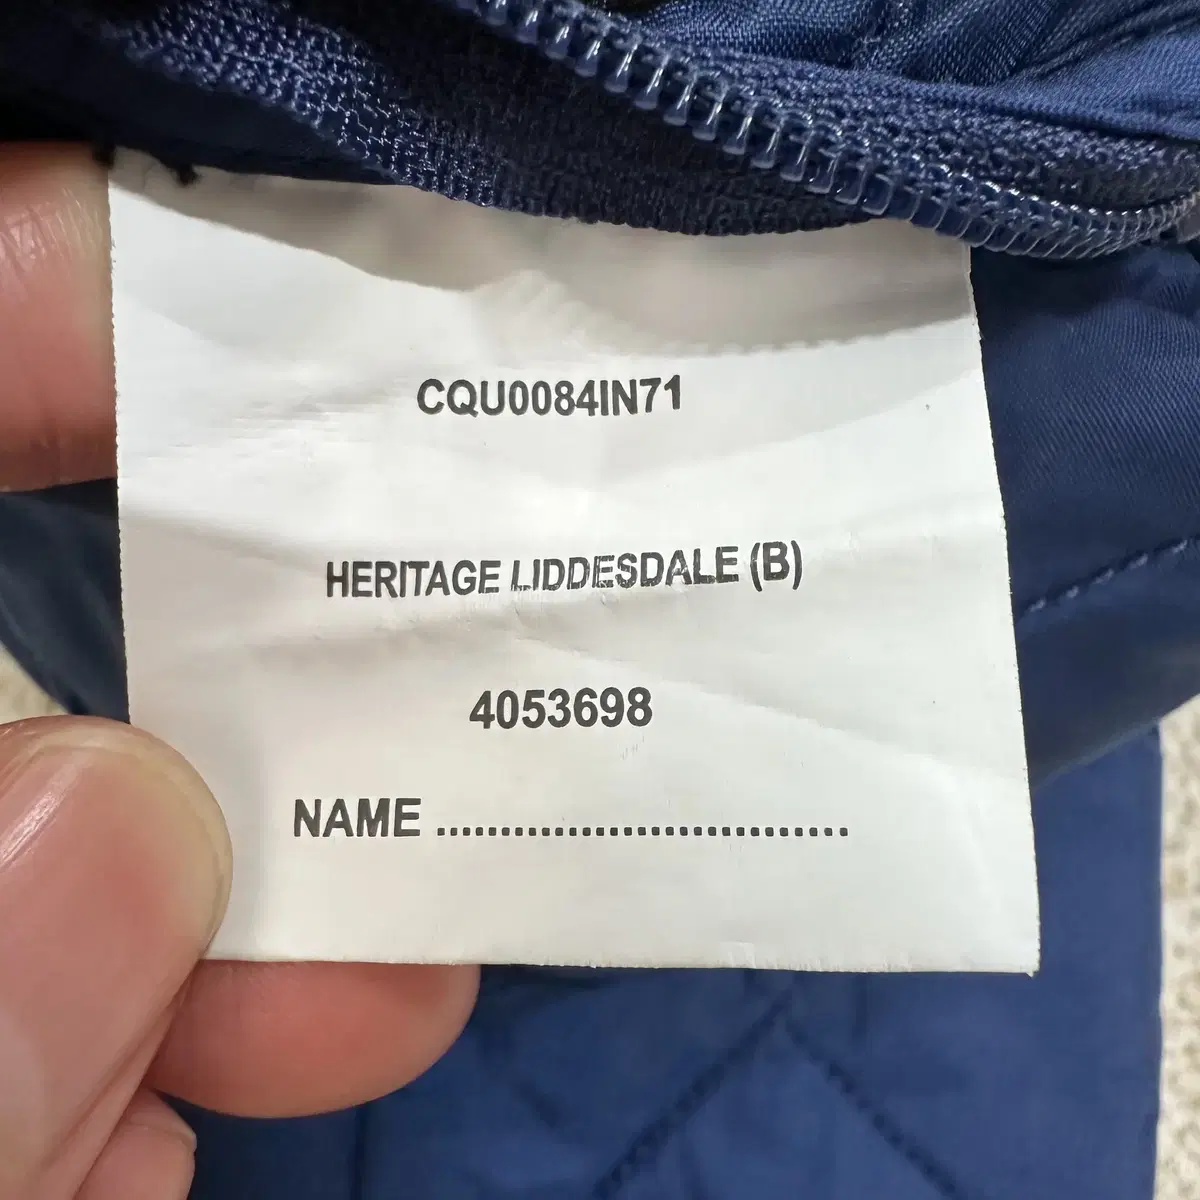 CQU0084IN71
HERITAGE LIDDESDALE (B)
4053698
NAME ................................